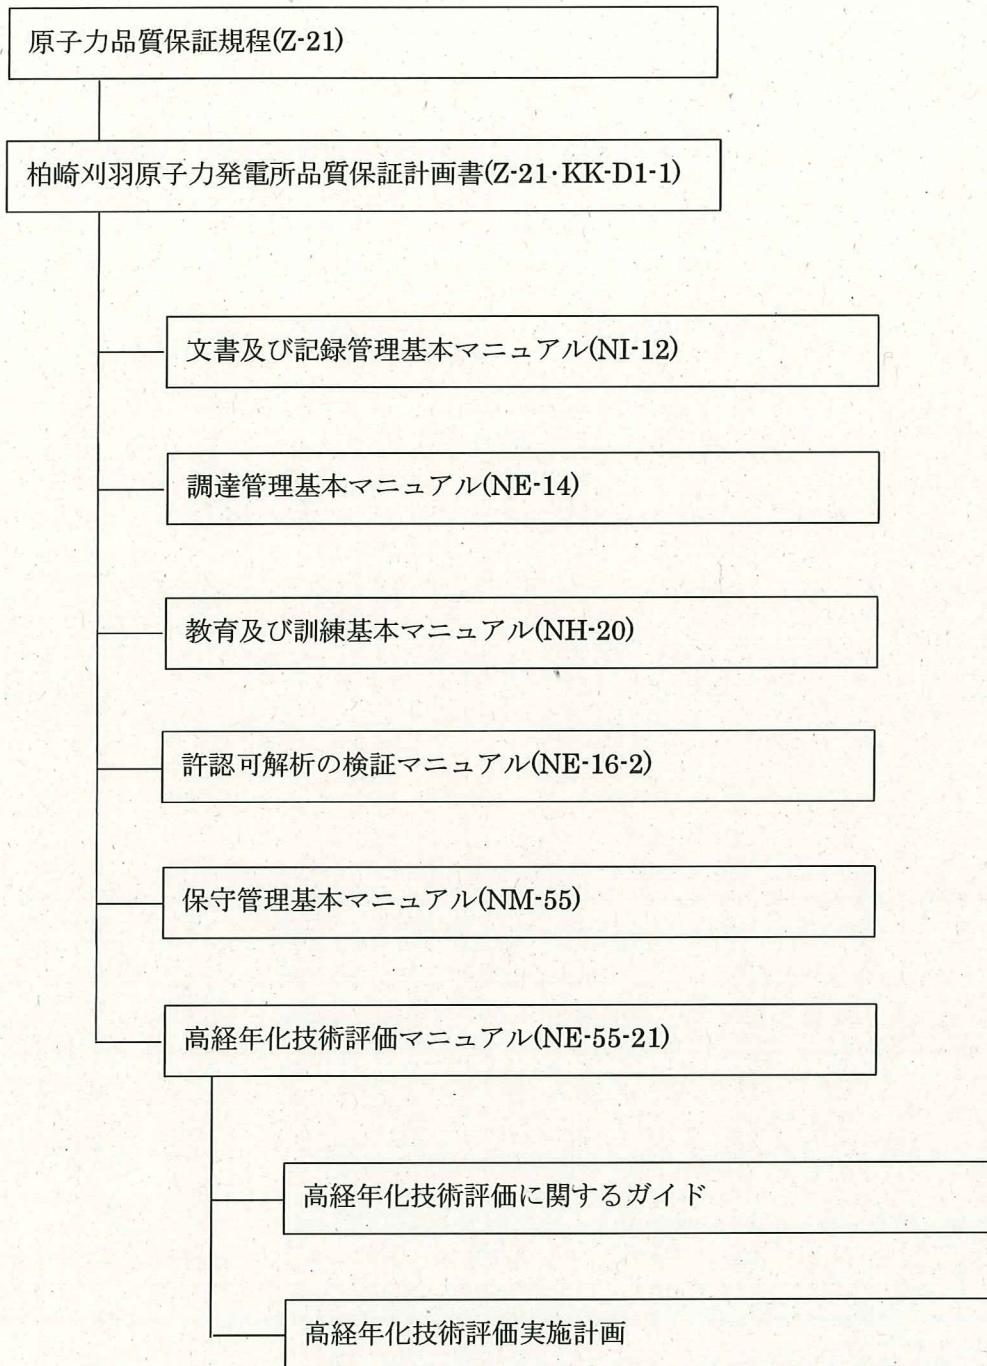 原子力品質保証規程(Z-21)
柏崎刈羽原子力発電所品質保証計画書(Z-21･KK-D1-1)
文書及び記録管理基本マニュアル(NI-12)
調達管理基本マニュアル(NE-14)
教育及び訓練基本マニュアル(NH-20)
許認可解析の検証マニュアル(NE-16-2)
保守管理基本マニュアル(NM-55)
高経年化技術評価マニュアル(NE-55-21)
高経年化技術評価に関するガイド
高経年化技術評価実施計画